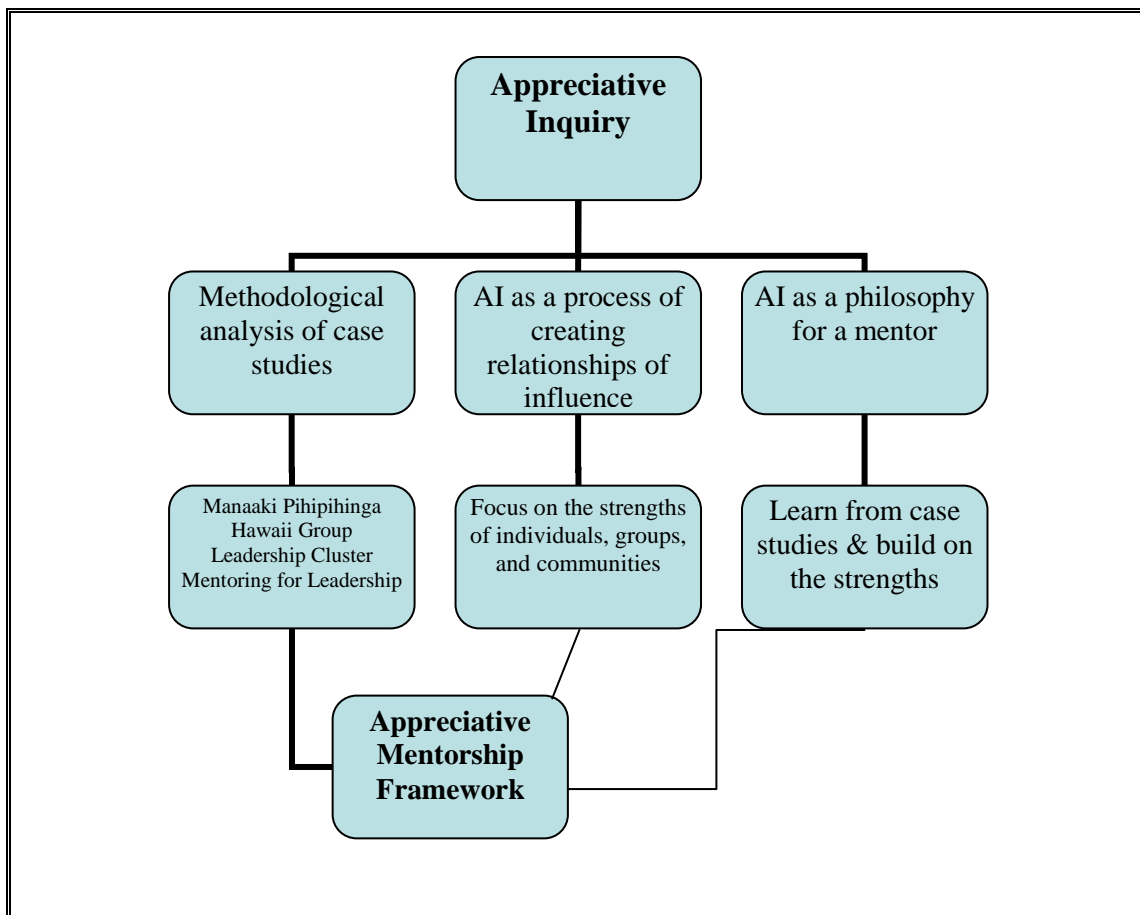 Appreciative
Inquiry
Methodological
analysis of case
studies
AI as a process of
creating
relationships of
influence
AI as a philosophy
for a mentor
Manaaki Pihipihinga
Hawaii Group
Leadership Cluster
Mentoring for Leadership
Focus on the strengths
of individuals, groups,
and communities
Learn from case
studies & build on
the strengths
Appreciative
Mentorship
Framework